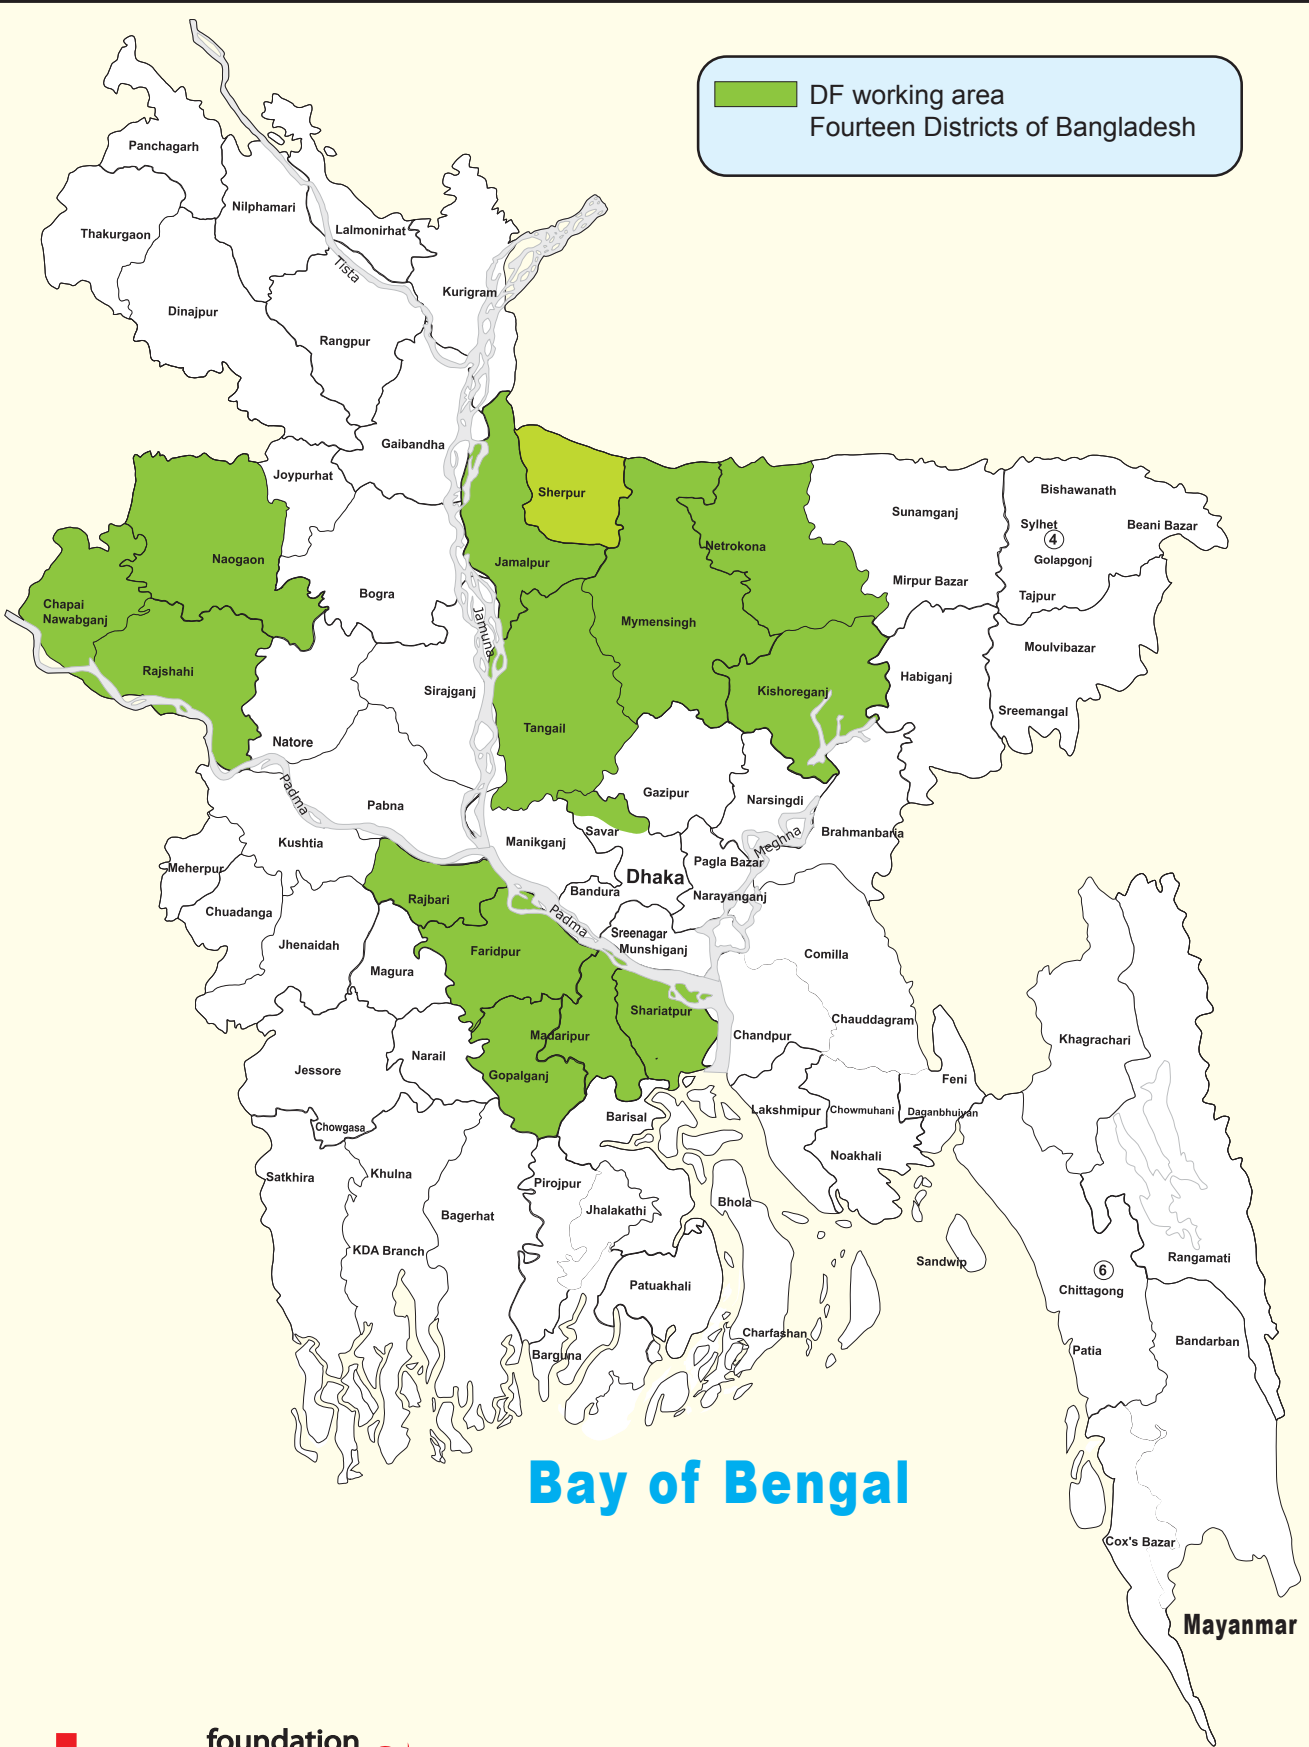 DF working area
Fourteen Districts of Bangladesh
Panchagarh
Nilphamari
Thakurgaon
Lalmonirhat
Tista
Kurigram
Dinajpur
Rangpur
Gaibandha
Joypurhat
Sherpur
Bishawanath
Sunamganj
Sylhet
4
Beani Bazar
Golapgonj
Netrokona
Naogaon
Jamalpur
Mirpur Bazar
Tajpur
Bogra
Chapai
Nawabganj
Jamuna
Mymensingh
Moulvibazar
Rajshahi
Habiganj
Sirajganj
Kishoreganj
Sreemangal
Tangail
Natore
Padma
Gazipur
Narsingdi
Pabna
Savar
Brahmanbaria
Kushtia
Manikganj
Meghna
Pagla Bazar
Meherpur
Dhaka
Bandura
Narayanganj
Rajbari
Chuadanga
Padma
Sreenagar
Munshiganj
Jhenaidah
Faridpur
Comilla
Magura
Shariatpur
Chauddagram
Madaripur
Chandpur
Khagrachari
Narail
Jessore
Gopalganj
Feni
Lakshmipur
Chowmuhani
Daganbhuiyan
Barisal
Chowgasa
Noakhali
Satkhira
Khulna
Pirojpur
Bhola
Jhalakathi
Bagerhat
KDA Branch
Sandwip
Rangamati
6
Chittagong
Patuakhali
Charfashan
Bandarban
Patia
Barguna
Bay of Bengal
Cox's Bazar
Mayanmar
foundation